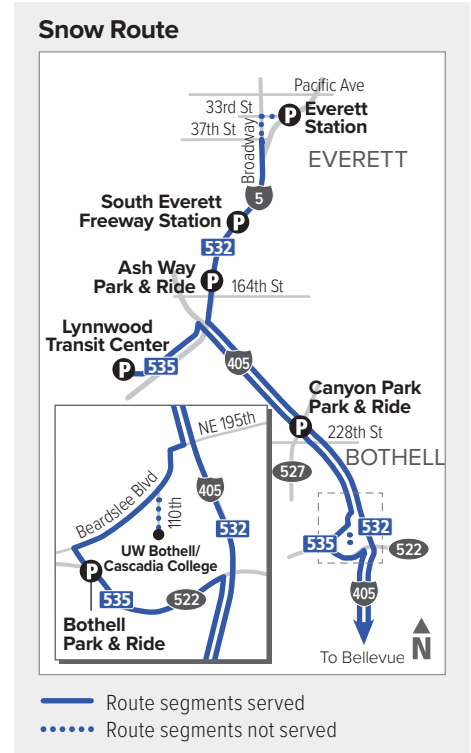 Snow Route
Pacific Ave
33rd St
Everett
Station
37th St
Broadway
EVERETT
5
South Everett
Freeway Station
P
P
532
Ash Way
Park & Ride
P
164th St
Lynnwood
Transit Center
P
535
405
Canyon Park
Park & Ride
P
228th St
BOTHELL
527
NE 195th
Beardslee Blvd
110th
405
532
UW Bothell/
Cascadia College
P
535
522
Bothell
Park & Ride
535
532
522
405
To Bellevue
N
Route segments served
Route segments not served